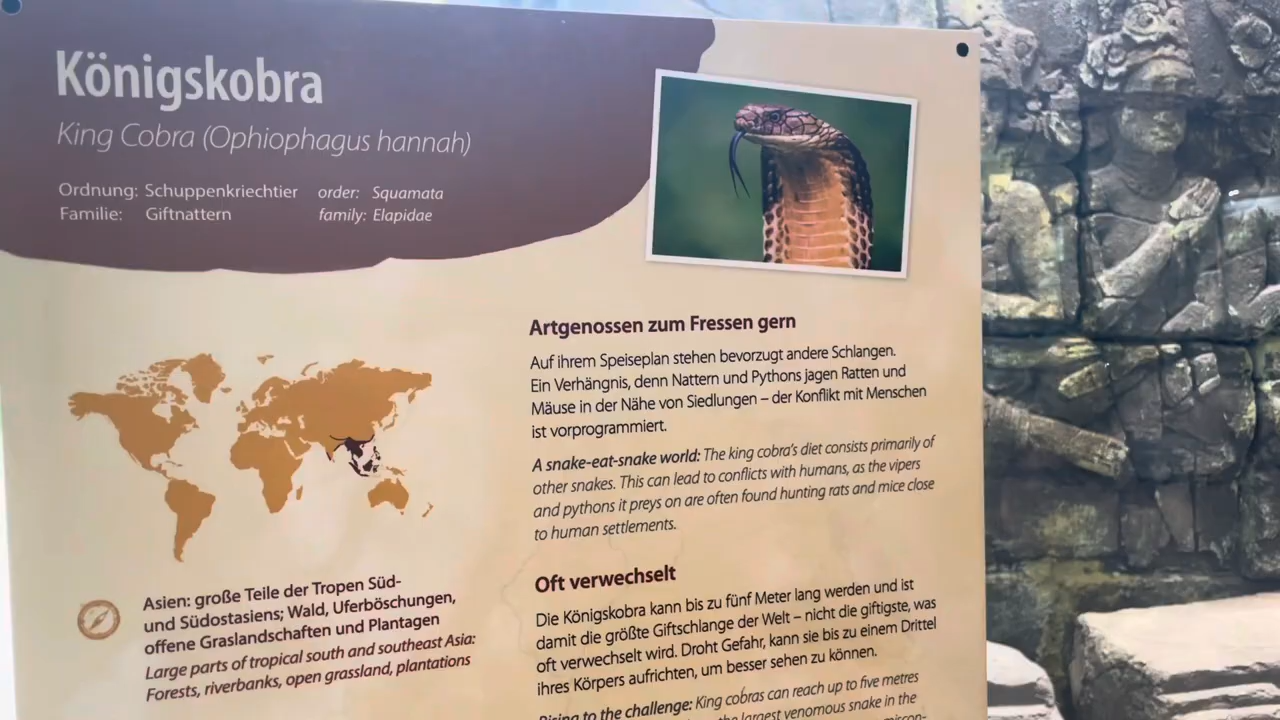 Königskobra
King Cobra (Ophiophagus hannah)
Ordnung: Schuppenkriechtier order: Squamata
Familie: Giftnattern family: Elapidae
Artgenossen zum Fressen gern
Auf ihrem Speiseplan stehen bevorzugt andere Schlangen.
Ein Verhängnis, denn Nattern und Pythons jagen Ratten und
Mäuse in der Nähe von Siedlungen – der Konflikt mit Menschen
ist vorprogrammiert.
A snake-eat-snake world: The king cobra's diet consists primarily of
other snakes. This can lead to conflicts with humans, as the vipers
and pythons it preys on are often found hunting rats and mice close
to human settlements.
Asien: große Teile der Tropen Süd-
und Südostasiens; Wald, Uferböschungen,
offene Graslandschaften und Plantagen
Large parts of tropical south and southeast Asia:
Forests, riverbanks, open grassland, plantations
Oft verwechselt
Die Königskobra kann bis zu fünf Meter lang werden und ist
damit die größte Giftschlange der Welt – nicht die giftigste, was
oft verwechselt wird. Droht Gefahr, kann sie bis zu einem Drittel
ihres Körpers aufrichten, um besser sehen zu können.
Rising to the challenge: King cobras can reach up to five metres
the largest venomous snake in the